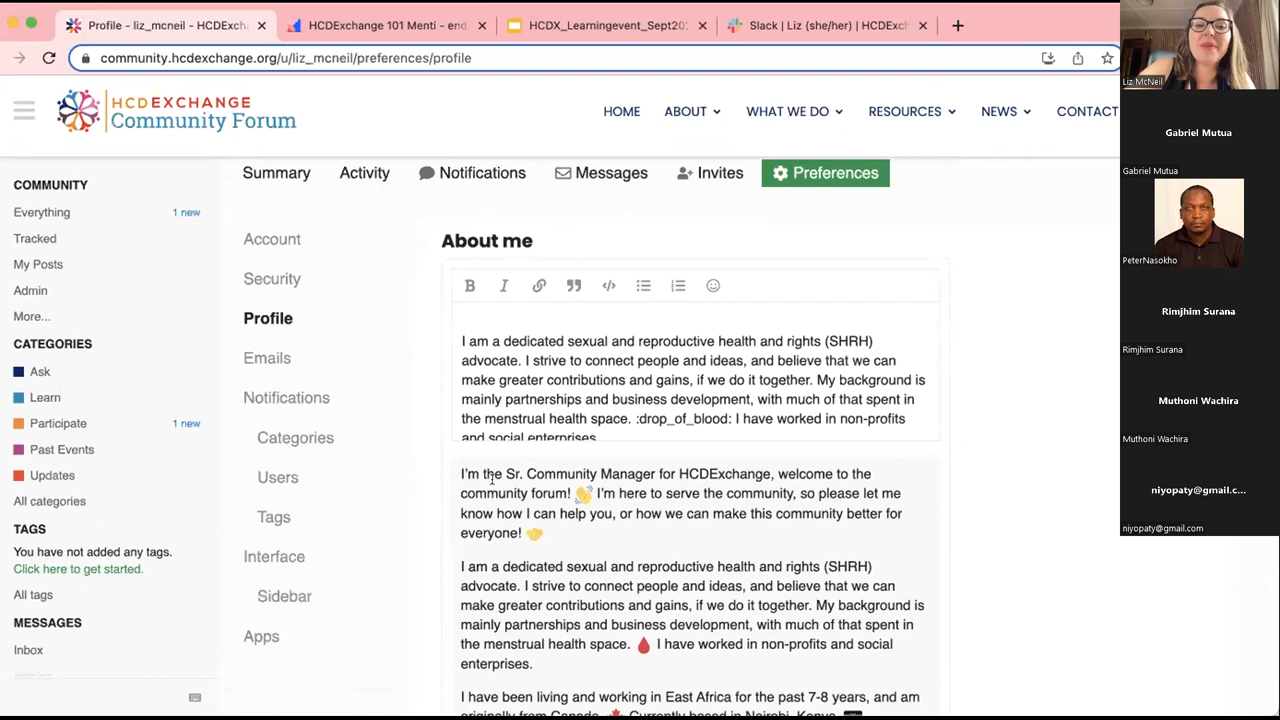 Profile - liz_mcneil - HCDExcha
HCDExchange 101 Menti - end
HCDX_Learningevent_Sept20
Slack | Liz (she/her) | HCDExch
community.hcdexchange.org/u/liz_mcneil/preferences/profile
HCDEXCHANGE
Community Forum
HOME
ABOUT
WHAT WE DO
RESOURCES
NEWS
CONTACT
Summary
Activity
Notifications
Messages
Invites
Preferences
COMMUNITY
Everything 1 new
Tracked
My Posts
Admin
More...
CATEGORIES
Ask
Learn
Participate 1 new
Past Events
Updates
All categories
TAGS
You have not added any tags.
Click here to get started.
All tags
MESSAGES
Inbox
Account
Security
Profile
Emails
Notifications
Categories
Users
Tags
Interface
Sidebar
Apps
About me
B I
I am a dedicated sexual and reproductive health and rights (SHRH)
advocate. I strive to connect people and ideas, and believe that we can
make greater contributions and gains, if we do it together. My background is
mainly partnerships and business development, with much of that spent in
the menstrual health space. :drop_of_blood: I have worked in non-profits
and social enterprises.
I'm the Sr. Community Manager for HCDExchange, welcome to the
community forum! 👋 I'm here to serve the community, so please let me
know how I can help you, or how we can make this community better for
everyone! 🤝
I am a dedicated sexual and reproductive health and rights (SHRH)
advocate. I strive to connect people and ideas, and believe that we can
make greater contributions and gains, if we do it together. My background is
mainly partnerships and business development, with much of that spent in
the menstrual health space. 🩸 I have worked in non-profits and social
enterprises.
I have been living and working in East Africa for the past 7-8 years, and am
originally from Canada. 🍁 Currently based in Nairobi, Kenya.
Liz McNeil
Gabriel Mutua
Gabriel Mutua
PeterNasokho
Rimjhim Surana
Rimjhim Surana
Muthoni Wachira
Muthoni Wachira
niyopaty@gmail.c...
niyopaty@gmail.com